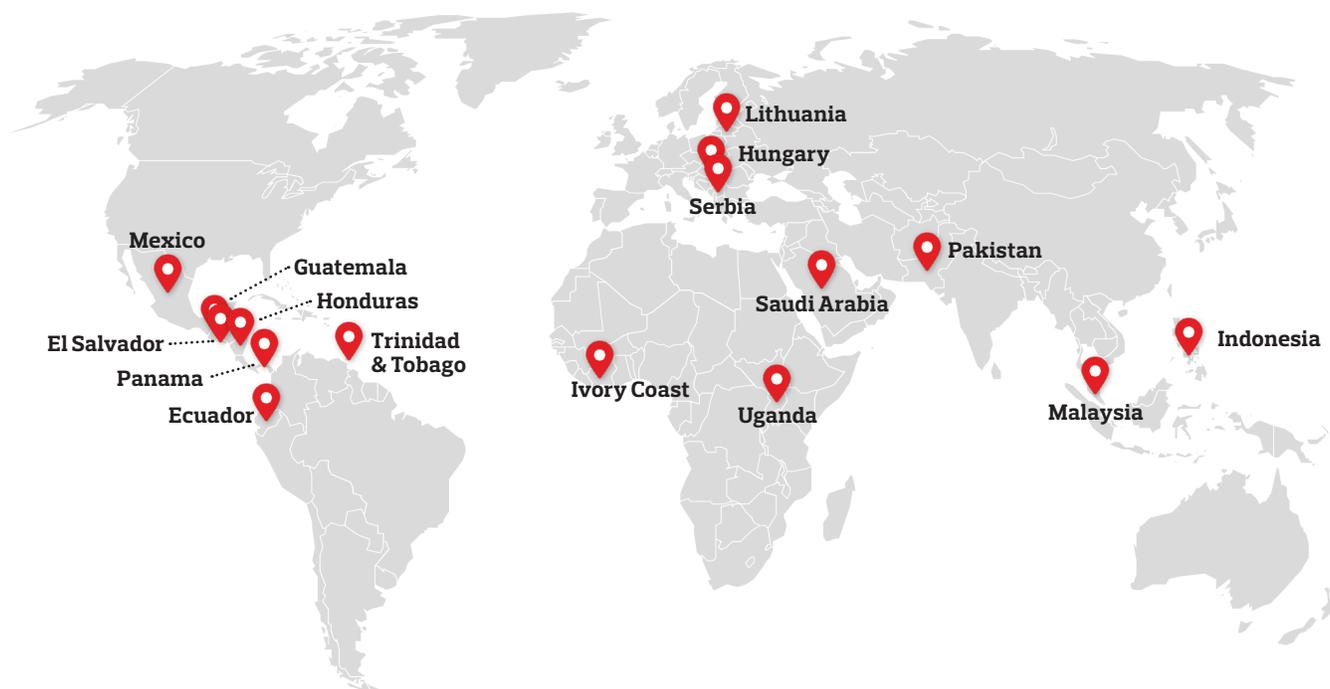 Lithuania
Hungary
Serbia
Mexico
Pakistan
Guatemala
Honduras
Saudi Arabia
El Salvador
Trinidad
& Tobago
Indonesia
Panama
Ivory Coast
Ecuador
Uganda
Malaysia